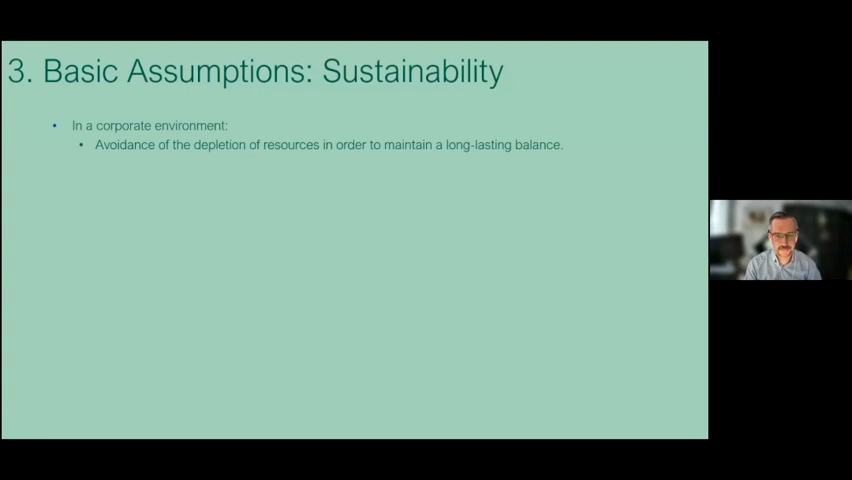 3. Basic Assumptions: Sustainability
• In a corporate environment:
• Avoidance of the depletion of resources in order to maintain a long-lasting balance.